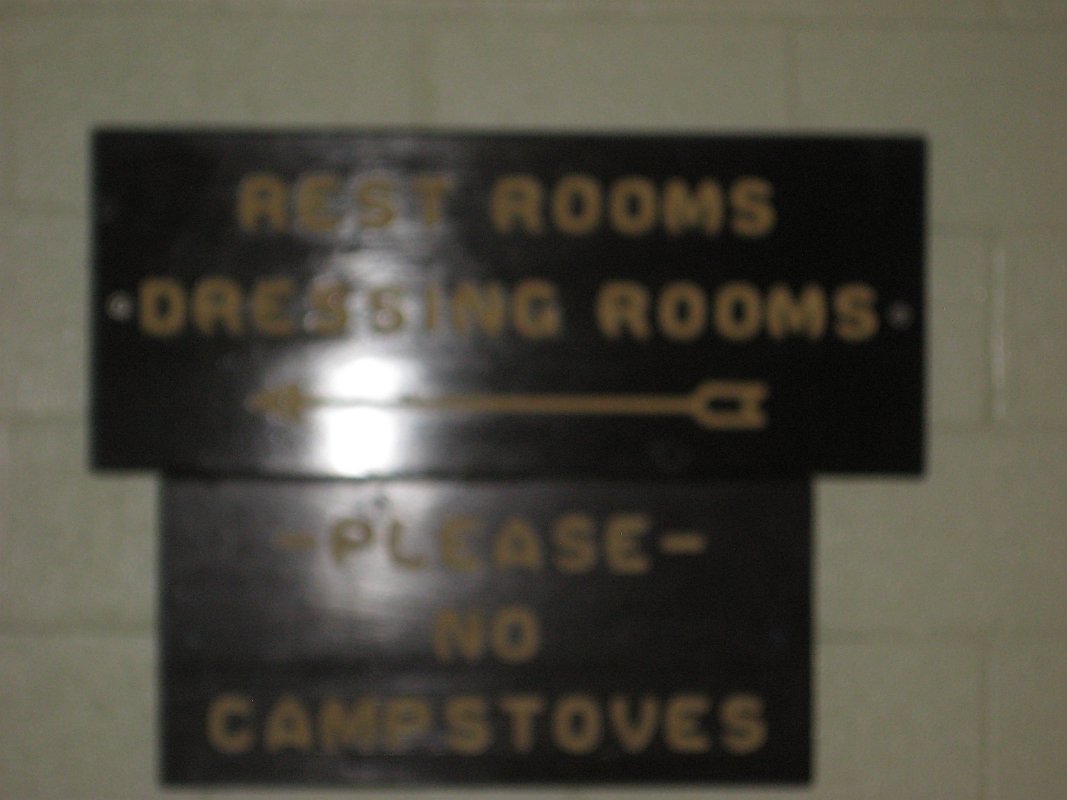 REST ROOMS
DRESSING ROOMS
-PLEASE-
NO
CAMPSTOVES